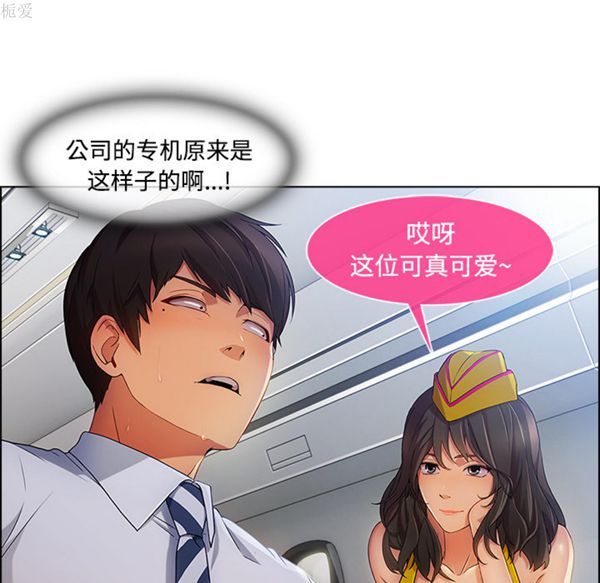 栀爱
公司的专机原来是
这样子的啊...!
哎呀
这位可真可爱~